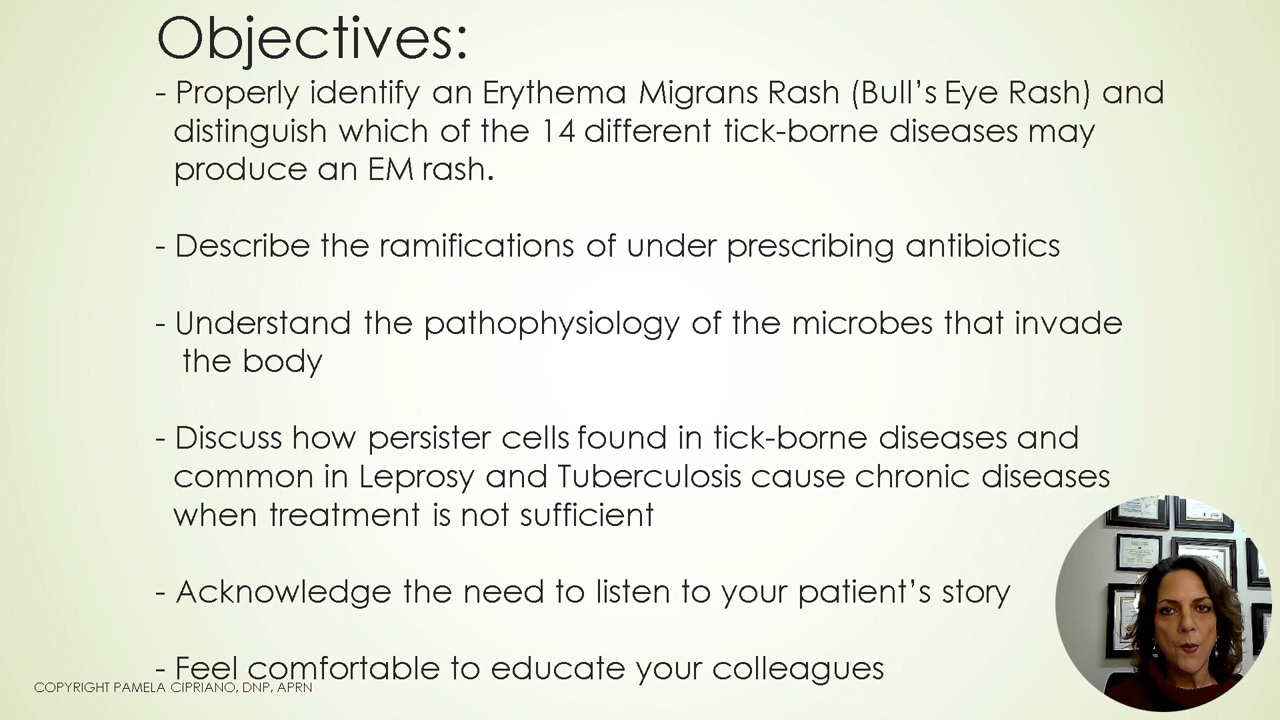 Objectives:
- Properly identify an Erythema Migrans Rash (Bull’s Eye Rash) and
distinguish which of the 14 different tick-borne diseases may
produce an EM rash.
- Describe the ramifications of under prescribing antibiotics
- Understand the pathophysiology of the microbes that invade
the body
- Discuss how persister cells found in tick-borne diseases and
common in Leprosy and Tuberculosis cause chronic diseases
when treatment is not sufficient
- Acknowledge the need to listen to your patient’s story
- Feel comfortable to educate your colleagues
COPYRIGHT PAMELA CIPRIANO, DNP, APRN